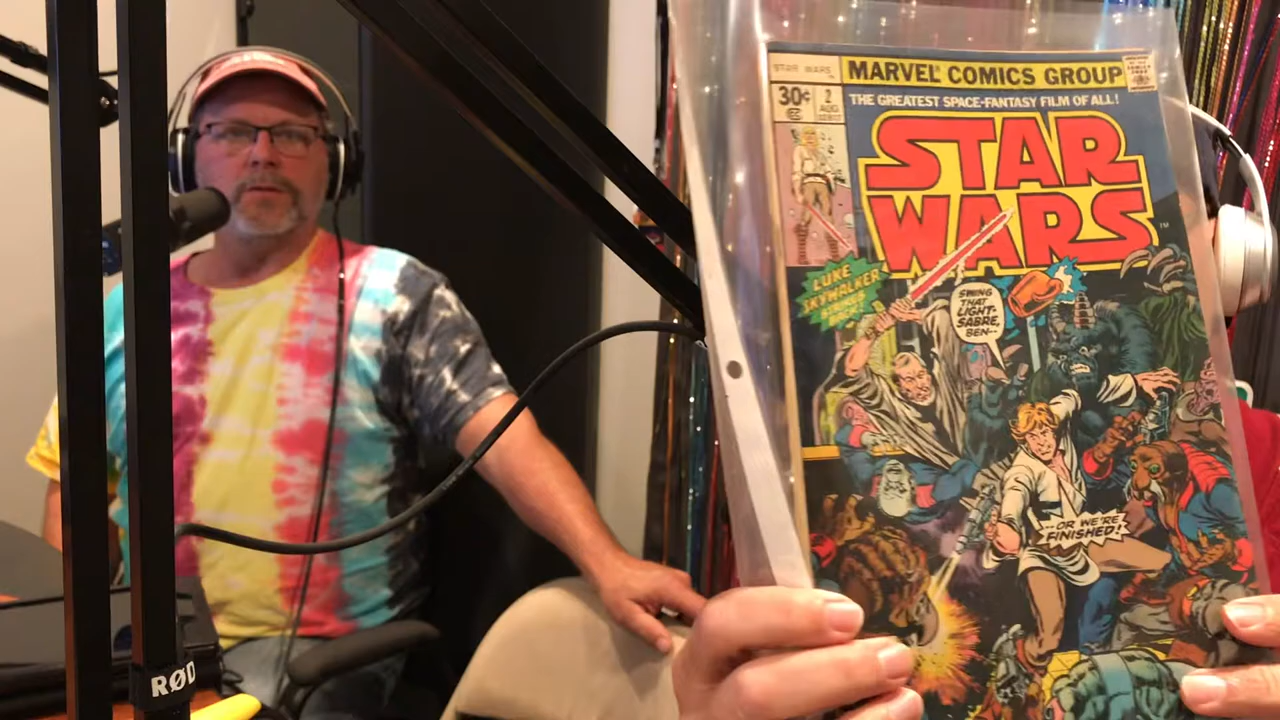 STAR WARS
MARVEL COMICS GROUP
30¢
2
AUG
THE GREATEST SPACE-FANTASY FILM OF ALL!
STAR
WARS
TM
LUKE
SKYWALKER
STRIKES
BACK!
SWING
THAT
LIGHT-
SABRE,
BEN--
--OR WE'RE
FINISHED!
RØD